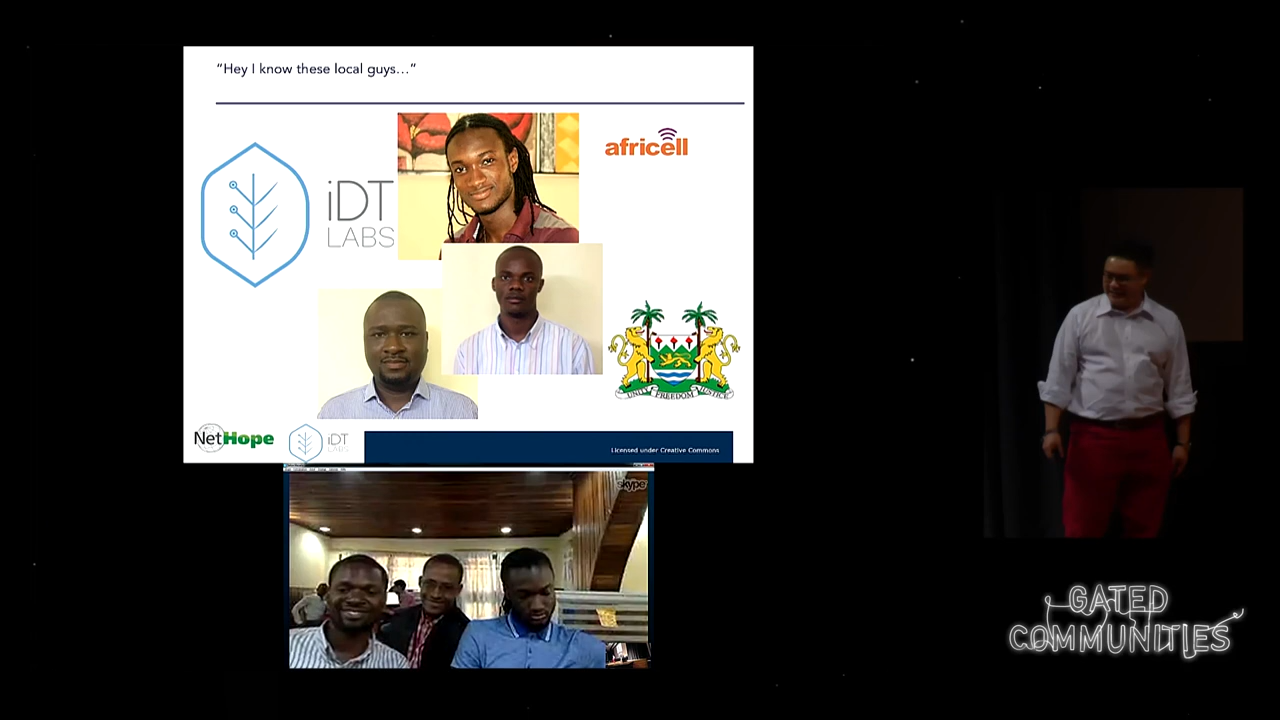 “Hey I know these local guys…”
africell
iDT
LABS
UNITY FREEDOM JUSTICE
NetHope
iDT
LABS
Licensed under Creative Commons
skype
GATED
COMMUNITIES